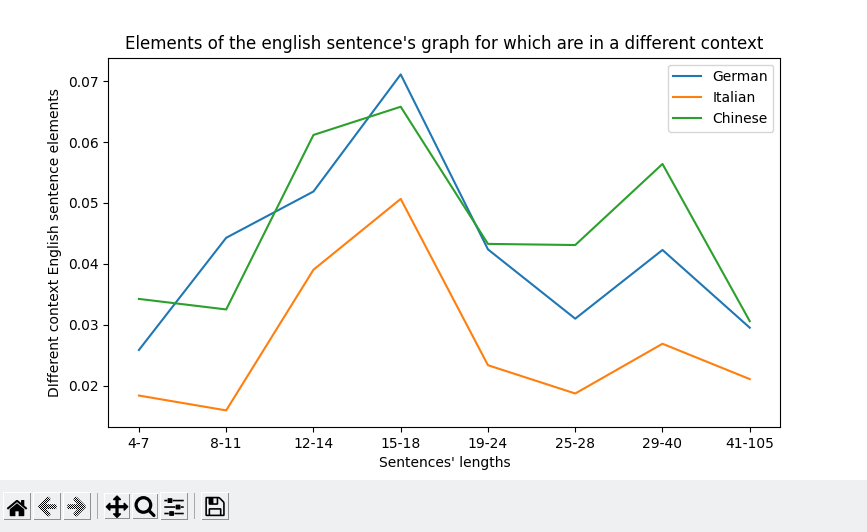 Elements of the english sentence's graph for which are in a different context
German
Italian
Chinese
DIfferent context English sentence elements
0.07
0.06
0.05
0.04
0.03
0.02
4-7 8-11 12-14 15-18 19-24 25-28 29-40 41-105
Sentences' lengths